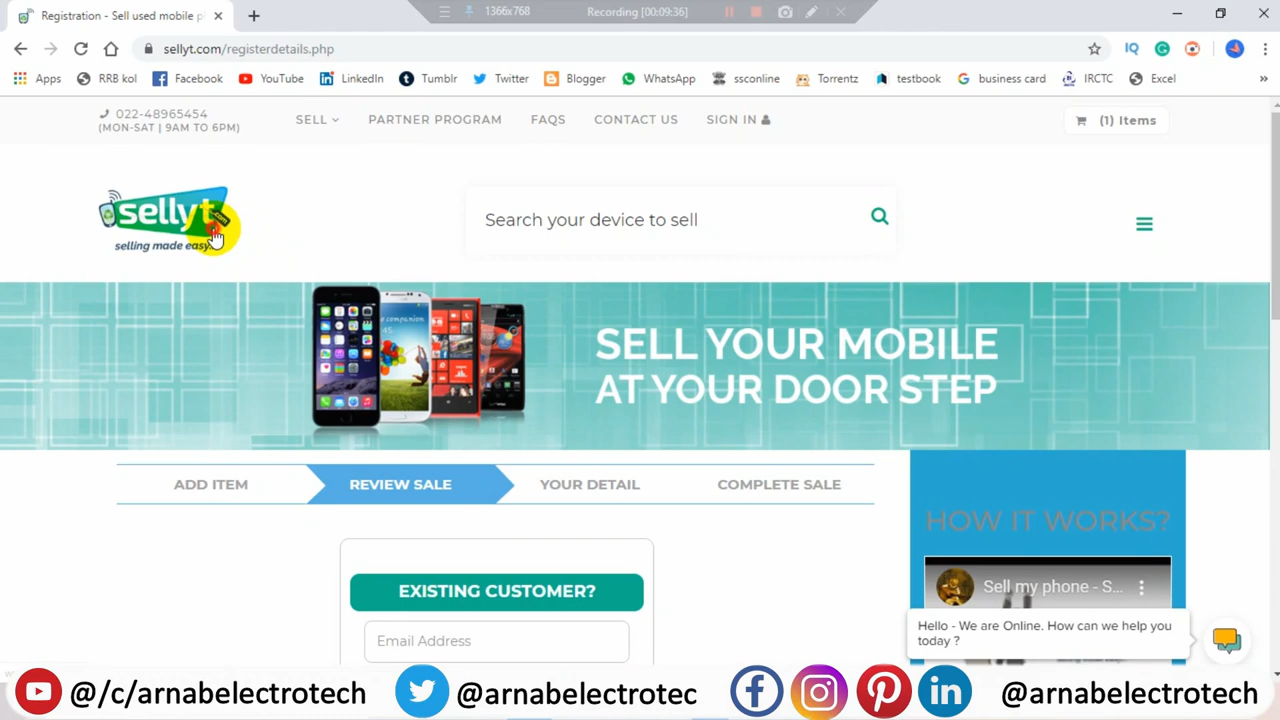 Registration - Sell used mobile p
1366x768
Recording [00:09:36]
sellyt.com/registerdetails.php
Apps
RRB kol
Facebook
YouTube
LinkedIn
Tumblr
Twitter
Blogger
WhatsApp
ssconline
Torrentz
testbook
business card
IRCTC
Excel
022-48965454
(MON-SAT | 9AM TO 6PM)
SELL
PARTNER PROGRAM
FAQS
CONTACT US
SIGN IN
(1) Items
sellyt.com
selling made easy
Search your device to sell
SELL YOUR MOBILE
AT YOUR DOOR STEP
ADD ITEM
REVIEW SALE
YOUR DETAIL
COMPLETE SALE
HOW IT WORKS?
EXISTING CUSTOMER?
Sell my phone - S...
Email Address
Hello - We are Online. How can we help you
today ?
@/c/arnabelectrotech
@arnabelectrotec
@arnabelectrotech